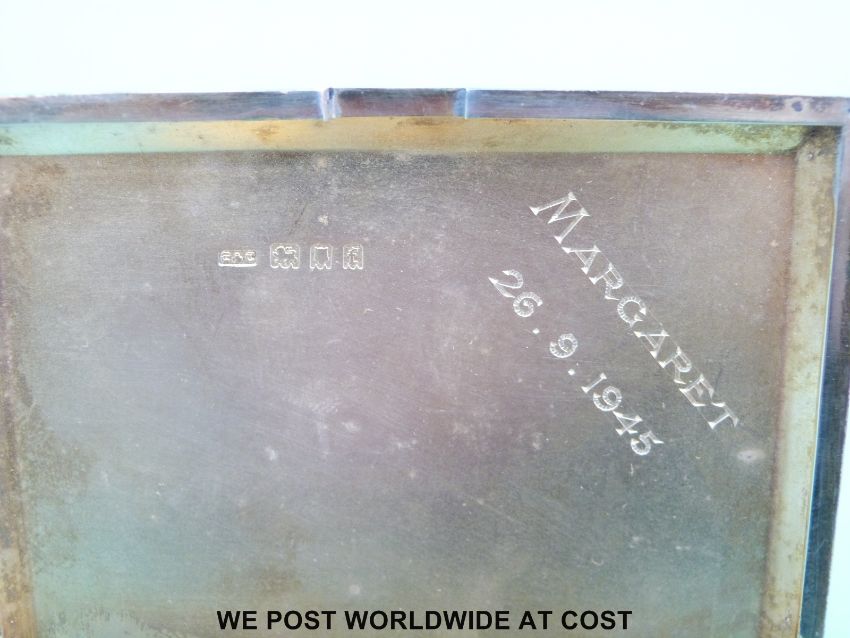 MARGARET
26.9.1945
WE POST WORLDWIDE AT COST